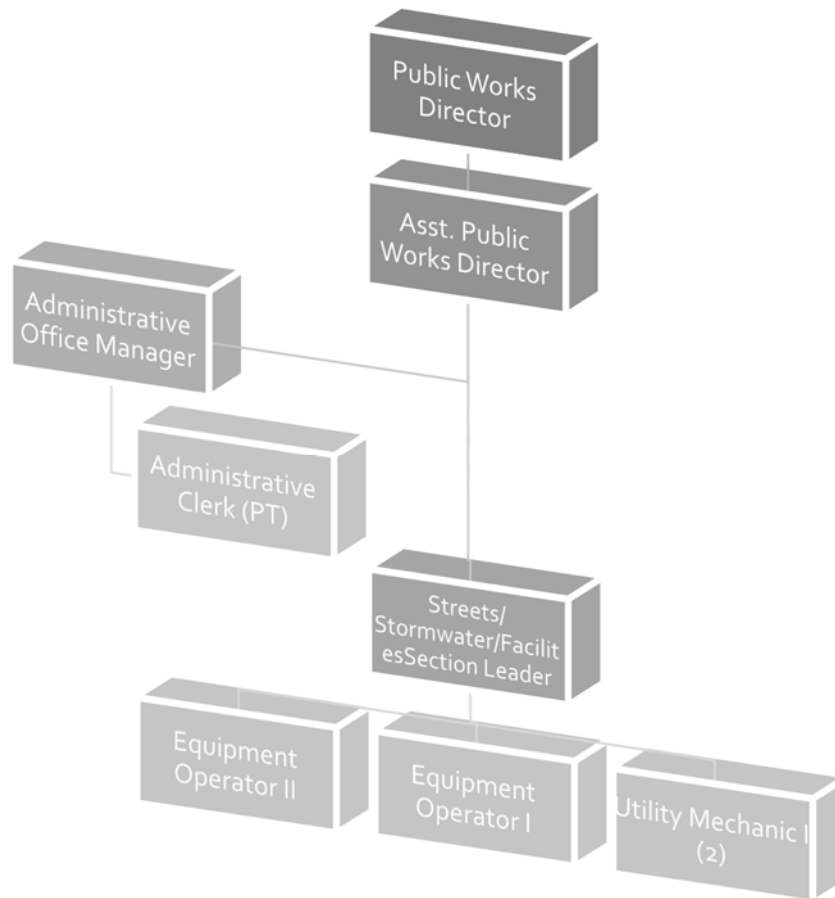 Public Works
Director
Asst. Public
Works Director
Administrative
Office Manager
Administrative
Clerk (PT)
Streets/
Stormwater/Facilit
esSection Leader
Equipment
Operator II
Equipment
Operator I
Utility Mechanic I
(2)